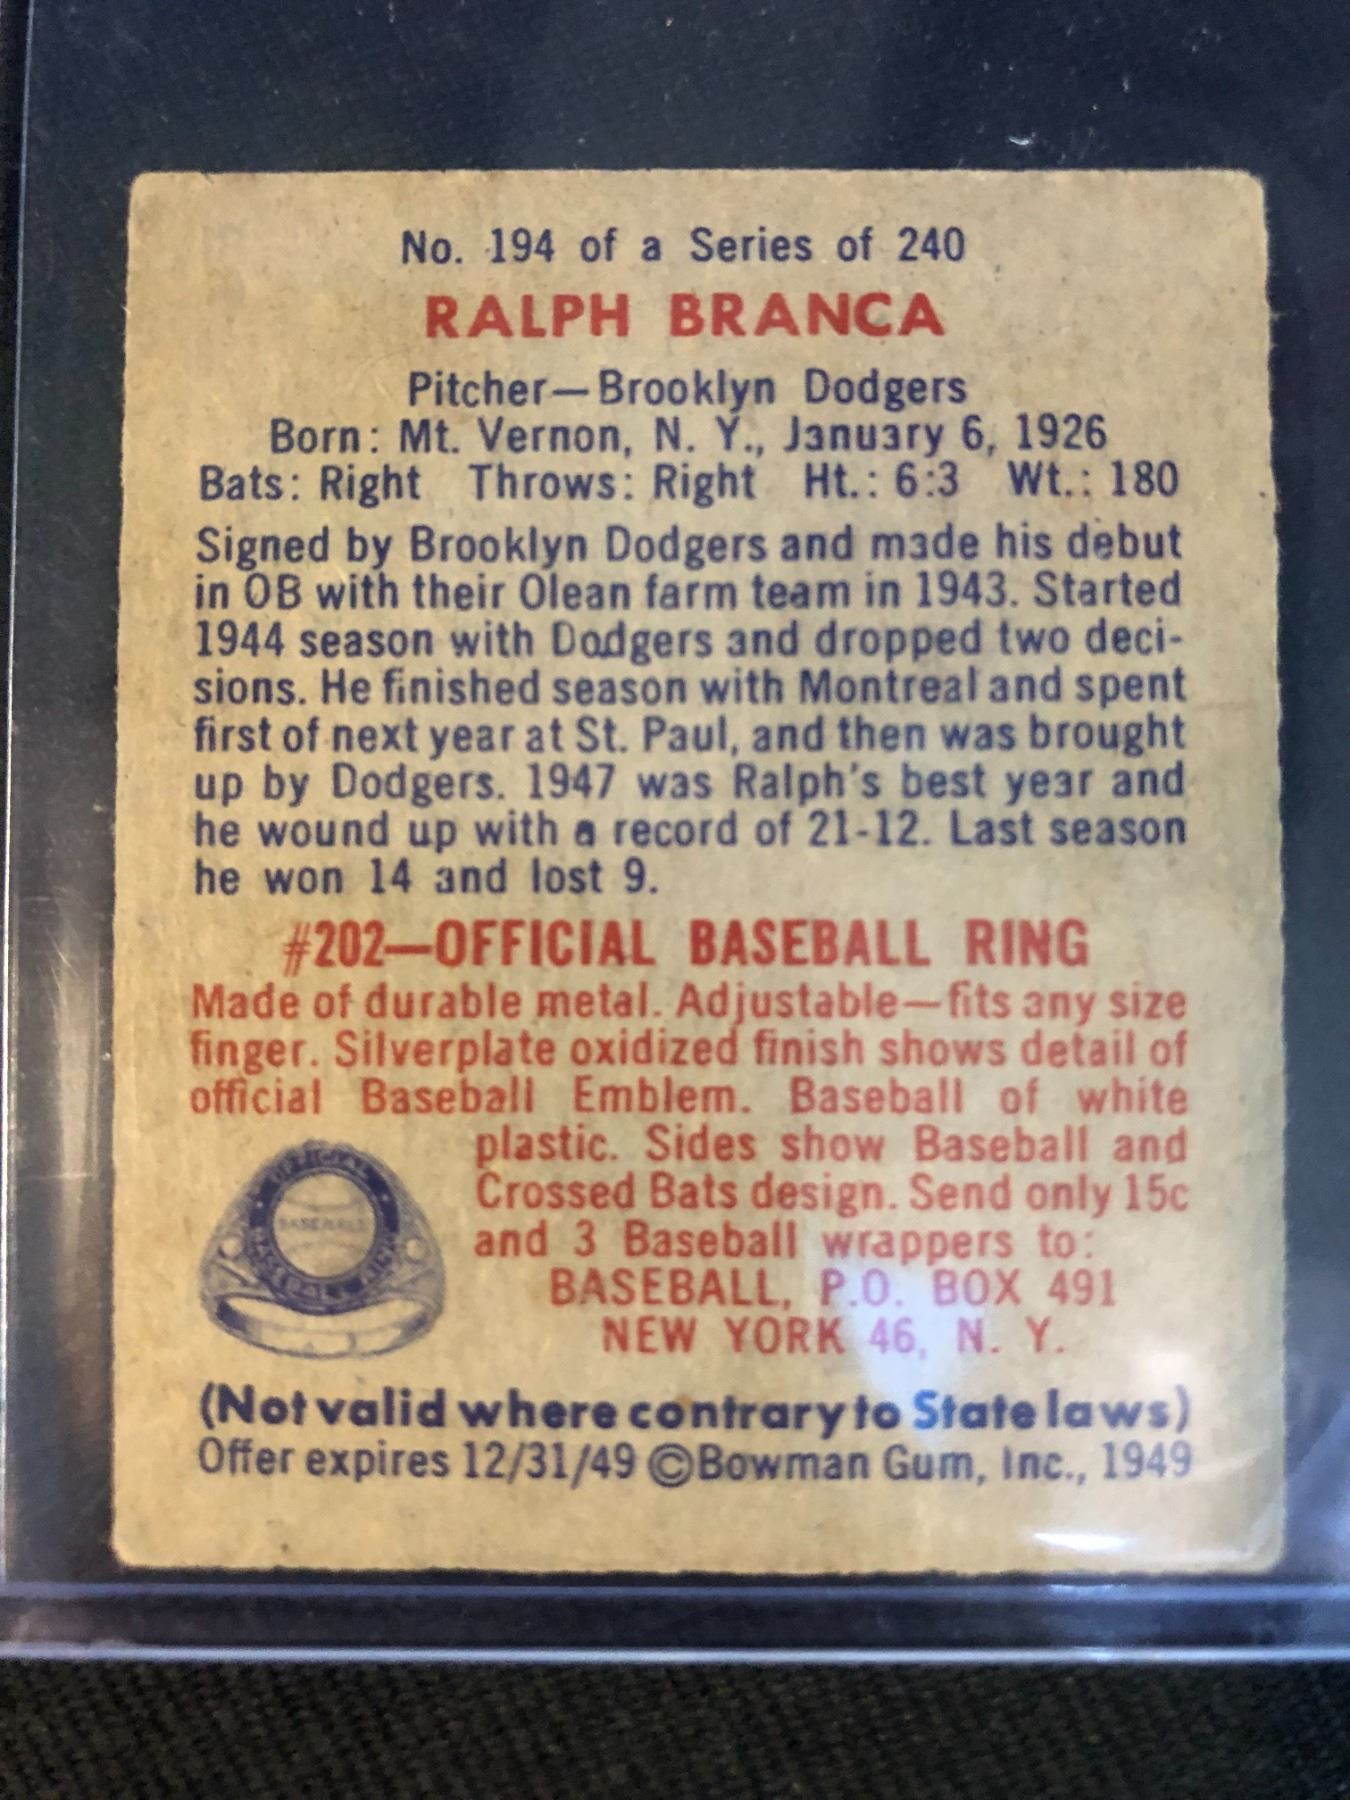 No. 194 of a Series of 240
RALPH BRANCA
Pitcher—Brooklyn Dodgers
Born: Mt. Vernon, N. Y., January 6, 1926
Bats: Right Throws: Right Ht.: 6:3 Wt.: 180
Signed by Brooklyn Dodgers and made his debut
in OB with their Olean farm team in 1943. Started
1944 season with Dodgers and dropped two deci-
sions. He finished season with Montreal and spent
first of next year at St. Paul, and then was brought
up by Dodgers. 1947 was Ralph's best year and
he wound up with a record of 21-12. Last season
he won 14 and lost 9.
#202—OFFICIAL BASEBALL RING
Made of durable metal. Adjustable—fits any size
finger. Silverplate oxidized finish shows detail of
official Baseball Emblem. Baseball of white
plastic. Sides show Baseball and
Crossed Bats design. Send only 15c
and 3 Baseball wrappers to:
BASEBALL, P.O. BOX 491
NEW YORK 46, N. Y.
OFFICIAL
BASEBALL
BASEBALL RING
(Not valid where contrary to State laws)
Offer expires 12/31/49 ©Bowman Gum, Inc., 1949